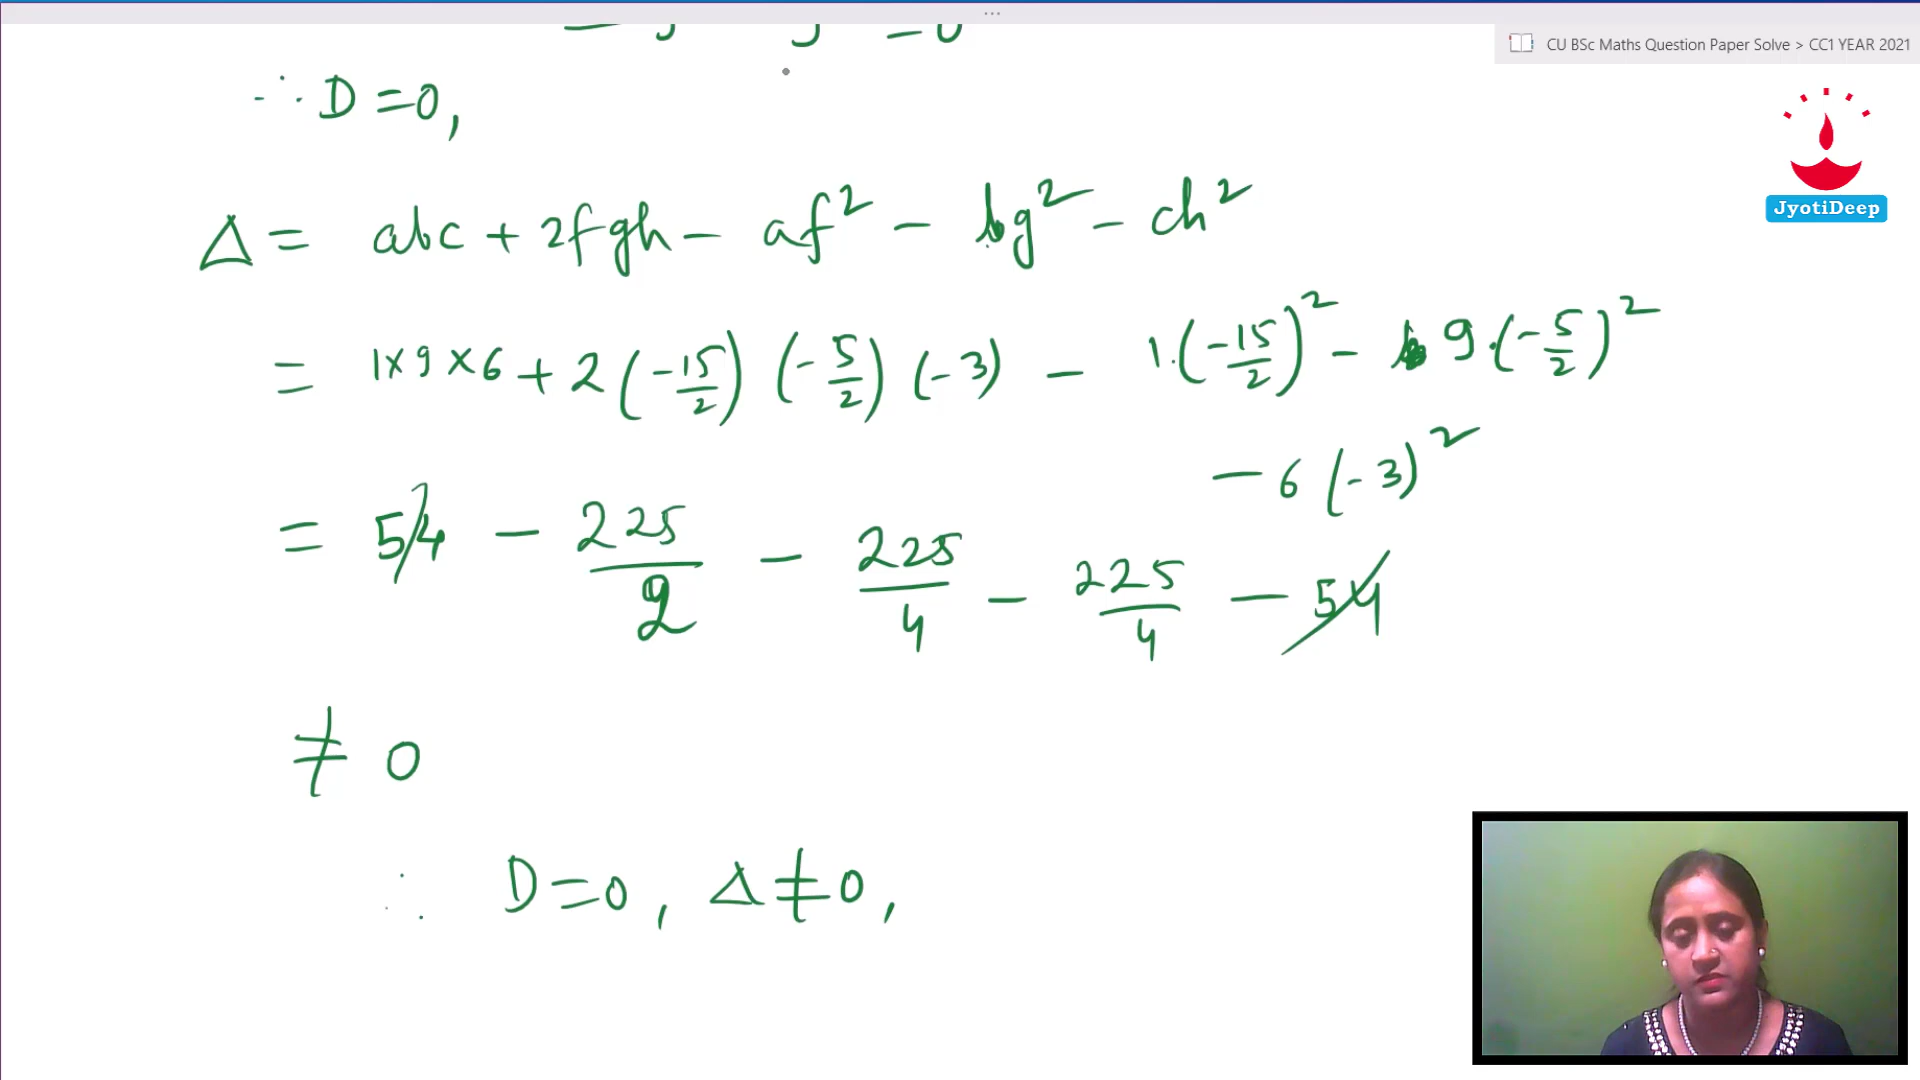 = 0
CU BSc Maths Question Paper Solve > CC1 YEAR 2021
∴ D = 0,
JyotiDeep
Δ = abc + 2fgh - af² - bg² - ch²
= 1 × 9 × 6 + 2 (-15/2) (-5/2) (-3) - 1.(-15/2)² - 9.(-5/2)²
- 6 (-3)²
= 54 - 225/2 - 225/4 - 225/4 - 54
≠ 0
∴ D = 0, Δ ≠ 0,